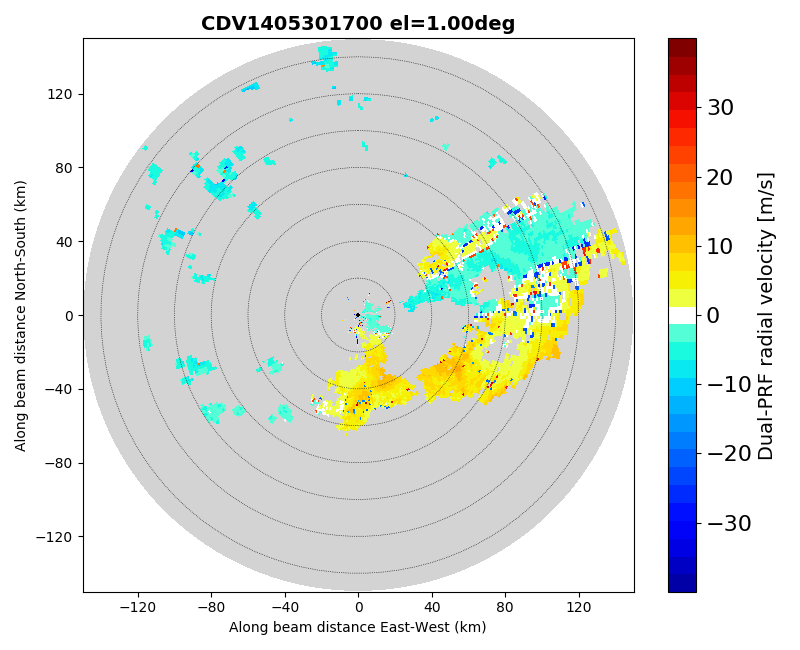 CDV1405301700 el=1.00deg
120
80
40
0
−40
−80
−120
Along beam distance North-South (km)
−120 −80 −40 0 40 80 120
Along beam distance East-West (km)
30
20
10
0
−10
−20
−30
Dual-PRF radial velocity [m/s]